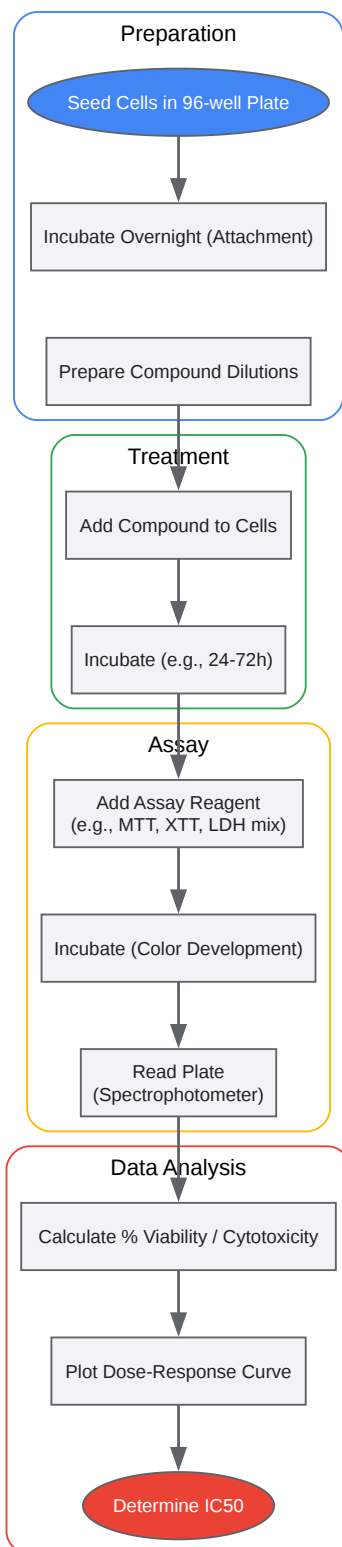 Preparation
Seed Cells in 96-well Plate
Incubate Overnight (Attachment)
Prepare Compound Dilutions
Treatment
Add Compound to Cells
Incubate (e.g., 24-72h)
Assay
Add Assay Reagent
(e.g., MTT, XTT, LDH mix)
Incubate (Color Development)
Read Plate
(Spectrophotometer)
Data Analysis
Calculate % Viability / Cytotoxicity
Plot Dose-Response Curve
Determine IC50